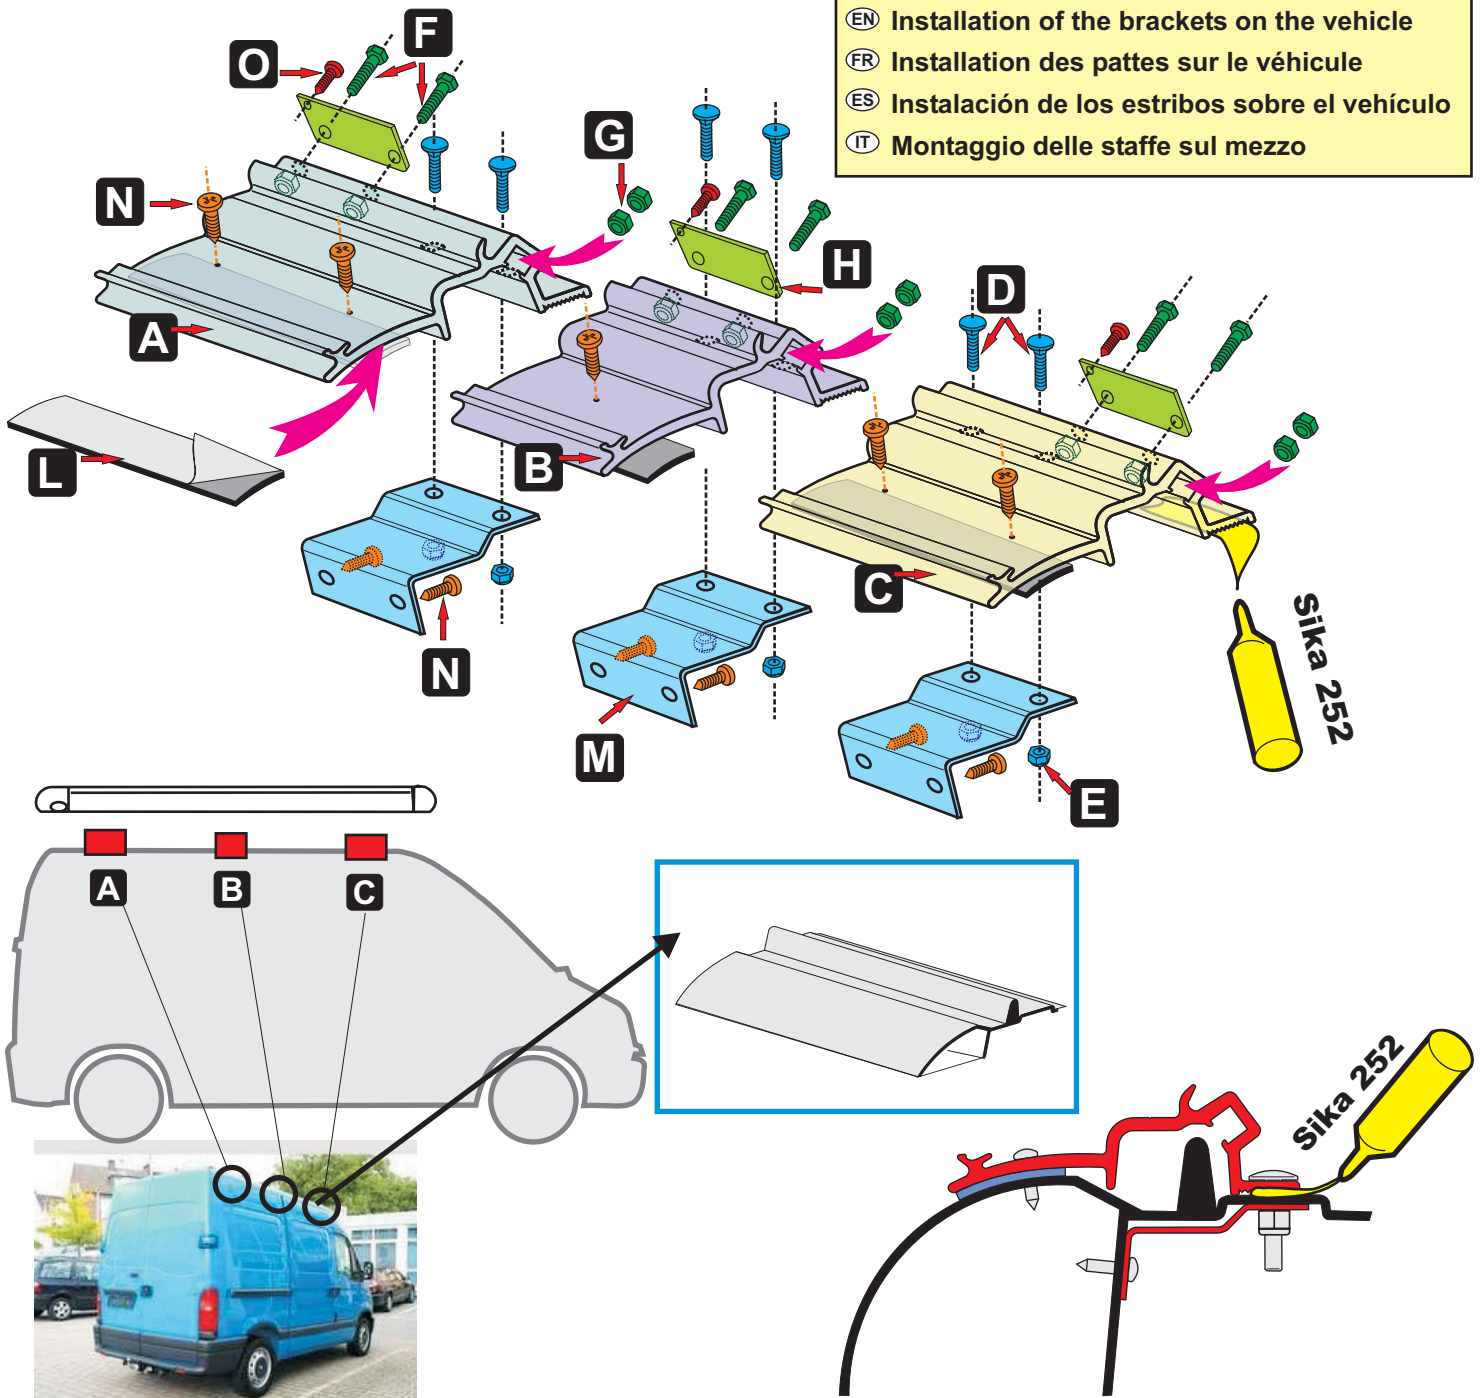 EN Installation of the brackets on the vehicle
FR Installation des pattes sur le véhicule
ES Instalación de los estribos sobre el vehículo
IT Montaggio delle staffe sul mezzo
O
F
G
N
H
D
A
L
B
C
N
M
E
Sika 252
A
B
C
Sika 252